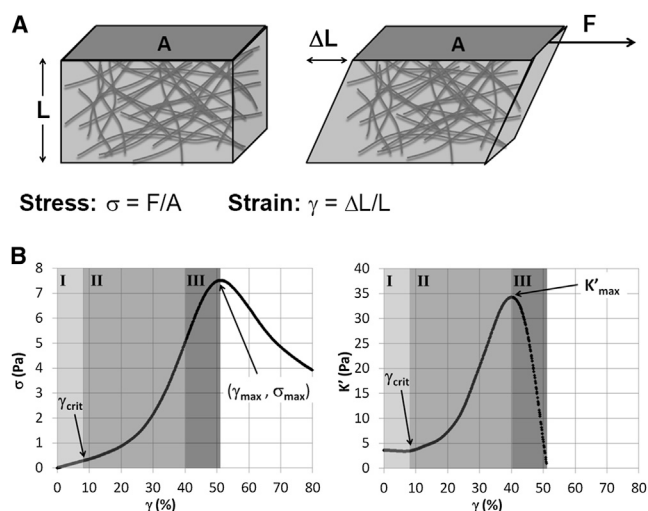 A
A
L
ΔL
A
F
Stress: σ = F/A
Strain: γ = ΔL/L
B
8
7
6
5
4
3
2
1
0
σ (Pa)
I
II
III
γcrit
(γmax , σmax)
0 10 20 30 40 50 60 70 80
γ (%)
40
35
30
25
20
15
10
5
0
K′ (Pa)
I
II
III
K′max
γcrit
0 10 20 30 40 50 60 70 80
γ (%)